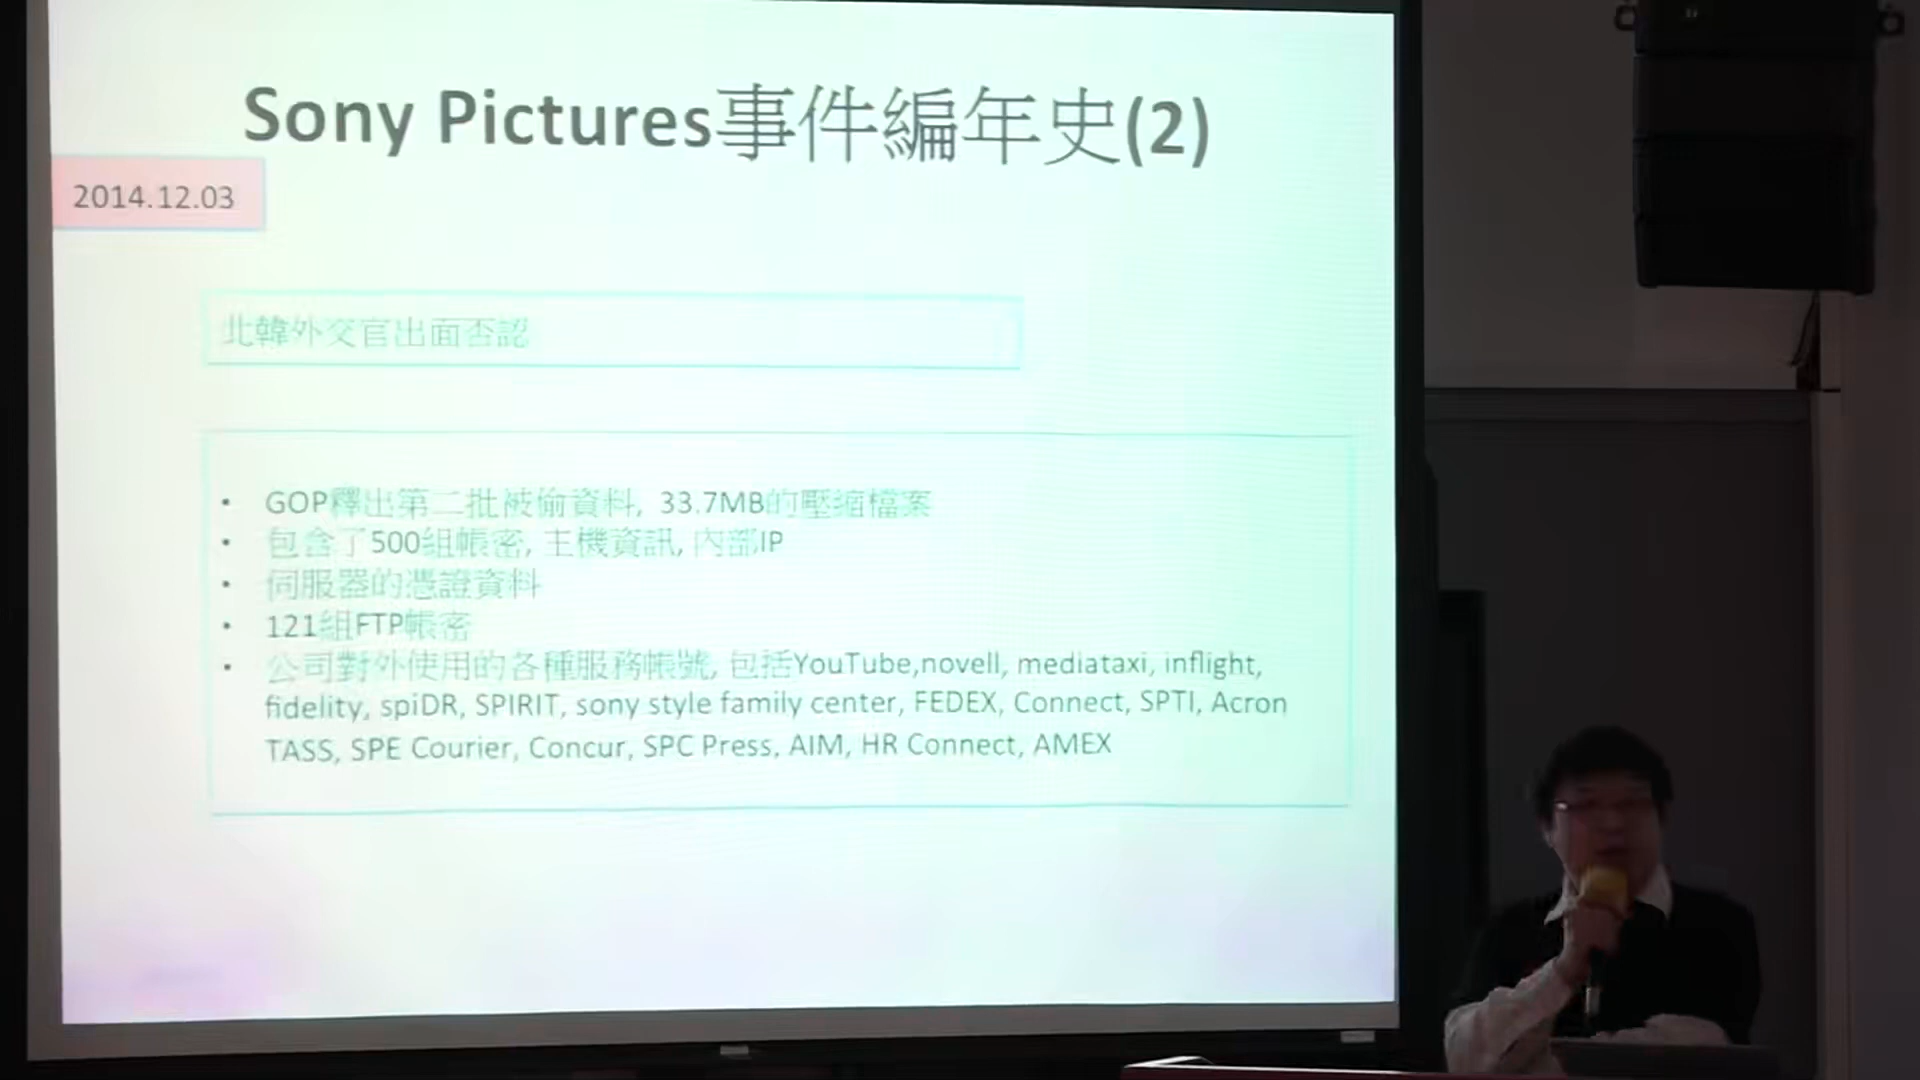 Sony Pictures事件編年史(2)
2014.12.03
北韓外交官出面否認
• GOP釋出第二批被偷資料, 33.7MB的壓縮檔案
• 包含了500組帳密, 主機資訊, 內部IP
• 伺服器的憑證資料
• 121組FTP帳密
• 公司對外使用的各種服務帳號, 包括YouTube,novell, mediataxi, inflight,
fidelity, spiDR, SPIRIT, sony style family center, FEDEX, Connect, SPTI, Acron
TASS, SPE Courier, Concur, SPC Press, AIM, HR Connect, AMEX